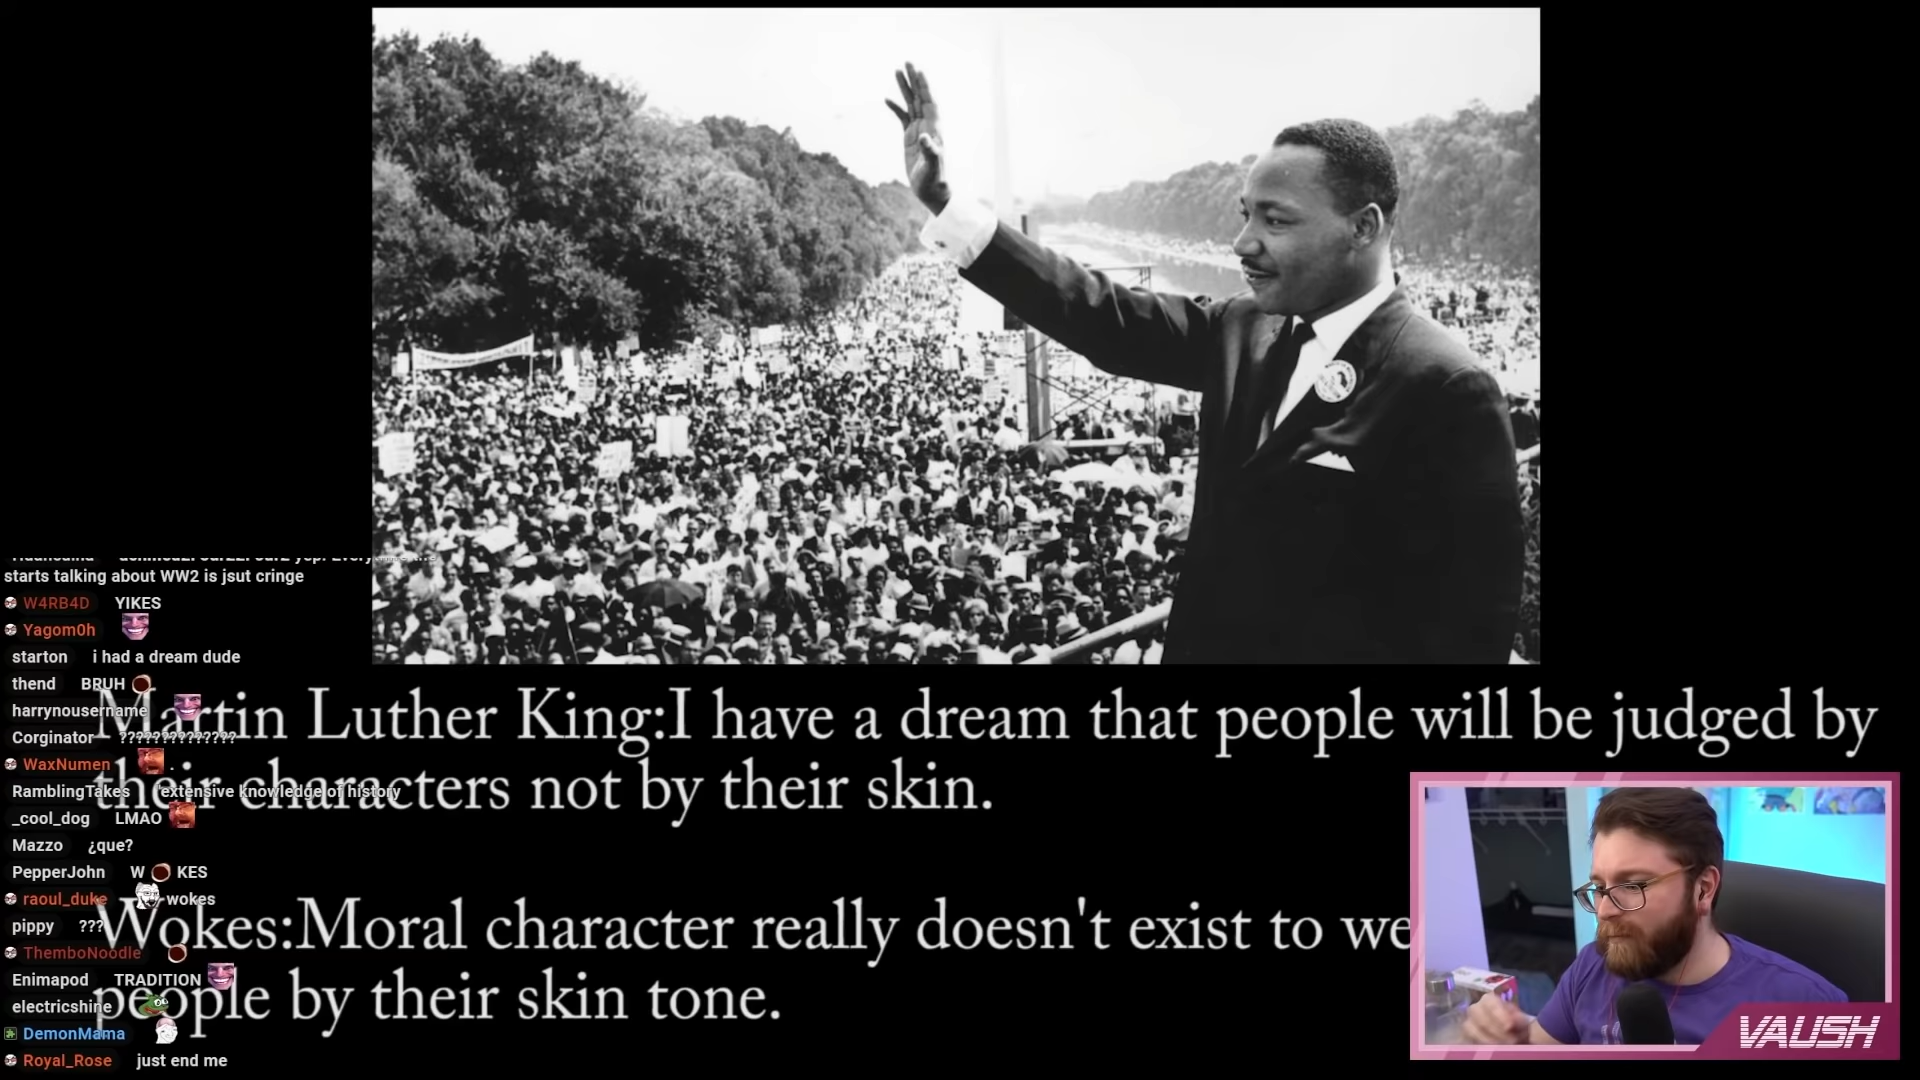 starts talking about WW2 is jsut cringe
W4RB4D YIKES
Yagom0h
starton i had a dream dude
thend BRUH
harrynousername
Corginator ??????????????
WaxNumen .
RamblingTakes 'extensive knowledge of history
_cool_dog LMAO
Mazzo ¿que?
PepperJohn W KES
raoul_duke wokes
pippy ???
ThemboNoodle
Enimapod TRADITION
electricshine
DemonMama
Royal_Rose just end me
Martin Luther King:I have a dream that people will be judged by
their characters not by their skin.
Wokes:Moral character really doesn't exist to we
people by their skin tone.
VAUSH